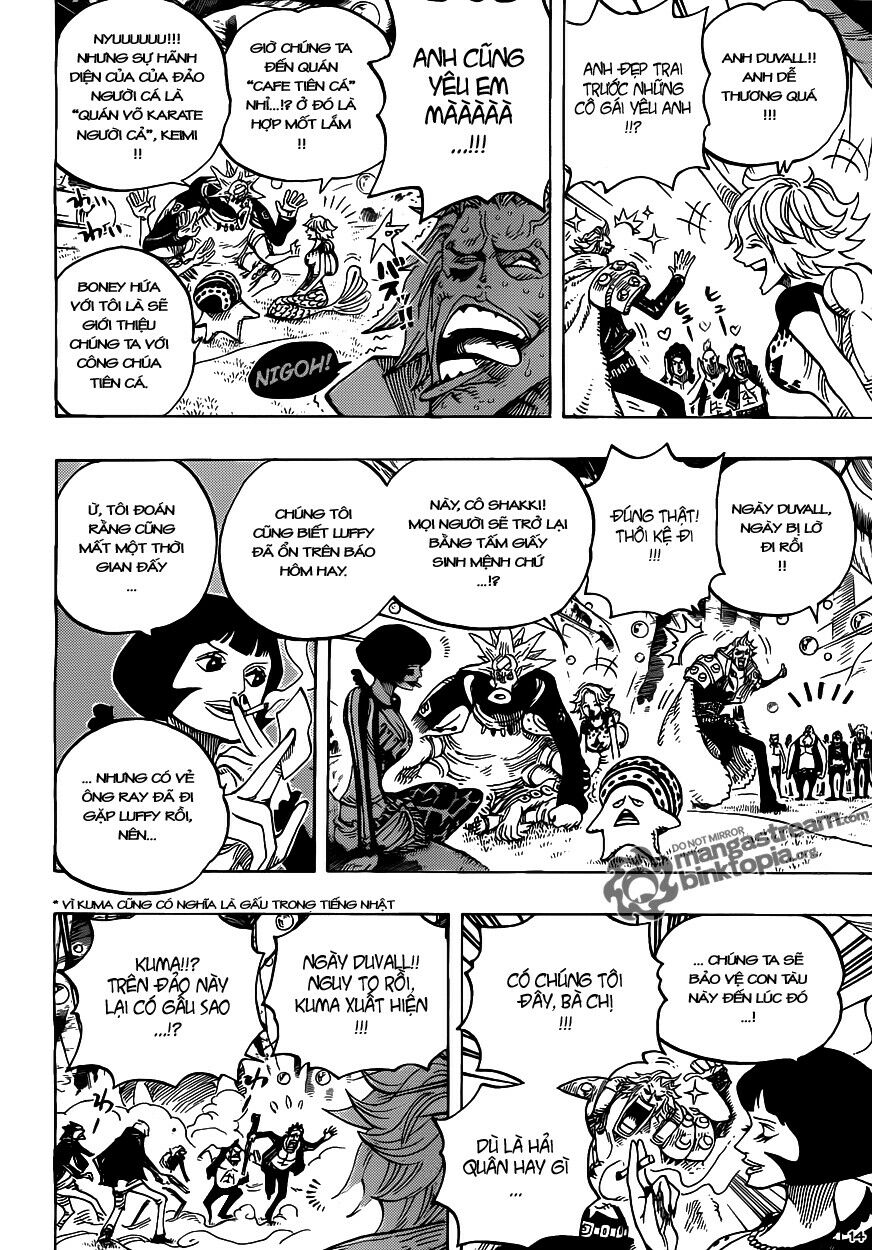 ANH DUVALL!!
ANH DỄ
THƯƠNG QUÁ
!!!
ANH ĐẸP TRAI
TRƯỚC NHỮNG
CÔ GÁI YÊU ANH
!!?
ANH CŨNG
YÊU EM
MÀÀÀÀÀ
...!!!
GIỜ CHÚNG TA
ĐẾN QUÁN
"CAFE TIÊN CÁ"
NHỈ...!? Ở ĐÓ LÀ
HỢP MỐT LẮM
!!
NYUUUUUU!!!
NHƯNG SỰ HÃNH
DIỆN CỦA CỦA ĐẢO
NGƯỜI CÁ LÀ
"QUÁN VÕ KARATE
NGƯỜI CẢ", KEIMI
!!
BONEY HỨA
VỚI TÔI LÀ SẼ
GIỚI THIỆU
CHÚNG TA VỚI
CÔNG CHÚA
TIÊN CÁ.
NIGOH!
NGÀY DUVALL,
NGÀY BỊ LỜ
ĐI RỒI
!!
ĐÚNG THẬT!
THÔI KỆ ĐI
!!!
NÀY, CÔ SHAKKI!
MỌI NGƯỜI SẼ TRỞ LẠI
BẰNG TẤM GIẤY
SINH MỆNH CHỨ
...!?
CHÚNG TÔI
CŨNG BIẾT LUFFY
ĐÃ ỔN TRÊN BÁO
HÔM HAY.
Ừ, TÔI ĐOÁN
RẰNG CŨNG
MẤT MỘT THỜI
GIAN ĐẤY
...
... NHƯNG CÓ VẺ
ÔNG RAY ĐÃ ĐI
GẶP LUFFY RỒI,
NÊN...
DO NOT MIRROR
mangastream.com
binktopia.org
* VÌ KUMA CŨNG CÓ NGHĨA LÀ GẤU TRONG TIẾNG NHẬT
... CHÚNG TA SẼ
BẢO VỆ CON TÀU
NÀY ĐẾN LÚC ĐÓ
...!
CÓ CHÚNG TÔI
ĐÂY, BÀ CHỊ
!!!
DÙ LÀ HẢI
QUÂN HAY GÌ
...
NGÀY DUVALL!!
NGUY TO RỒI,
KUMA XUẤT HIỆN
!!!
KUMA!!?
TRÊN ĐẢO NÀY
LẠI CÓ GẤU SAO
...!?
14